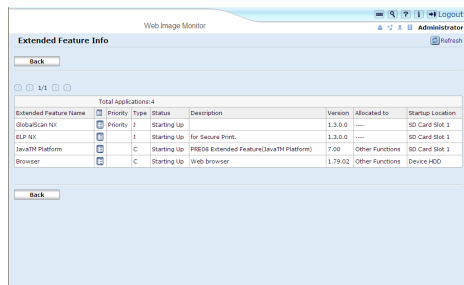 Logout
Web Image Monitor
Administrator
Extended Feature Info
Refresh
Back
1/1
Total Applications:4
Extended Feature Name Priority Type Status Description Version Allocated to Startup Location
GlobalScan NX Priority J Starting Up 1.3.0.0 ---- SD Card Slot 1
ELP NX J Starting Up for Secure Print. 1.3.0.0 ---- SD Card Slot 1
JavaTM Platform C Starting Up PRE08 Extended Feature(JavaTM Platform) 7.00 Other Functions SD Card Slot 1
Browser C Starting Up Web browser 1.79.02 Other Functions Device HDD
Back